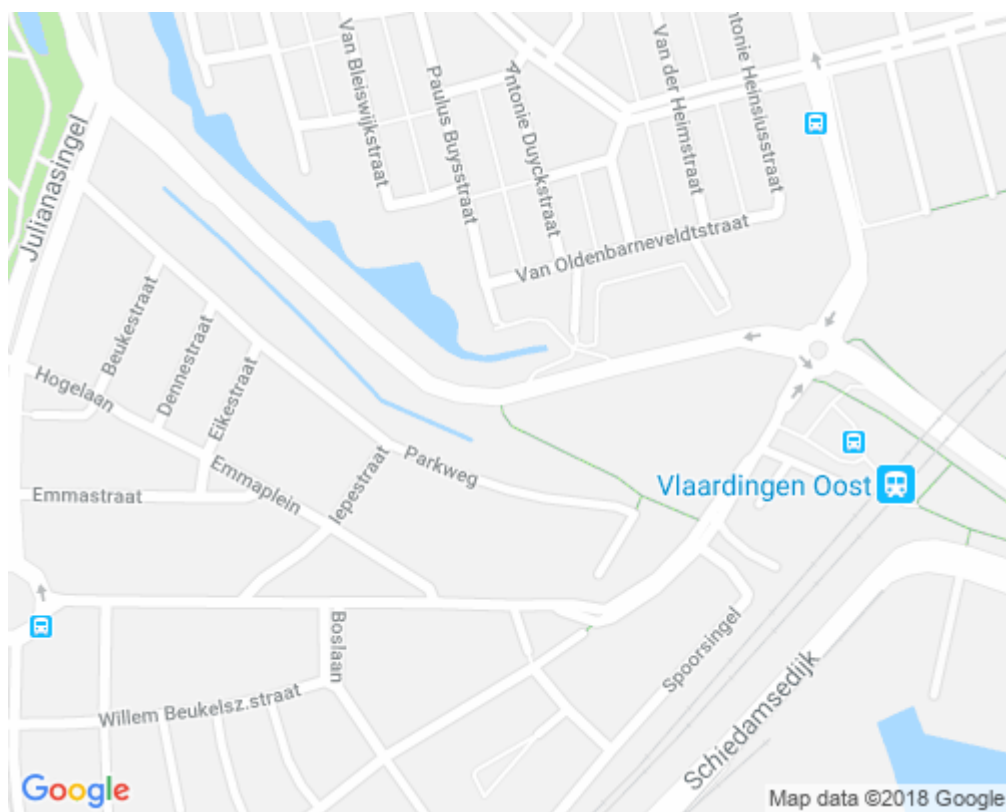 Van Bleiswijkstraat
Paulus Buysstraat
Antonie Duyckstraat
Van der Heimstraat
ntonie Heinsiusstraat
Julianasingel
Van Oldenbarneveldtstraat
Beukestraat
Dennestraat
Eikestraat
Hogelaan
Emmaplein
Iepestraat
Parkweg
Emmastraat
Vlaardingen Oost
Boslaan
Spoorsingel
Willem Beukelsz.straat
Schiedamsedijk
Google
Map data ©2018 Google